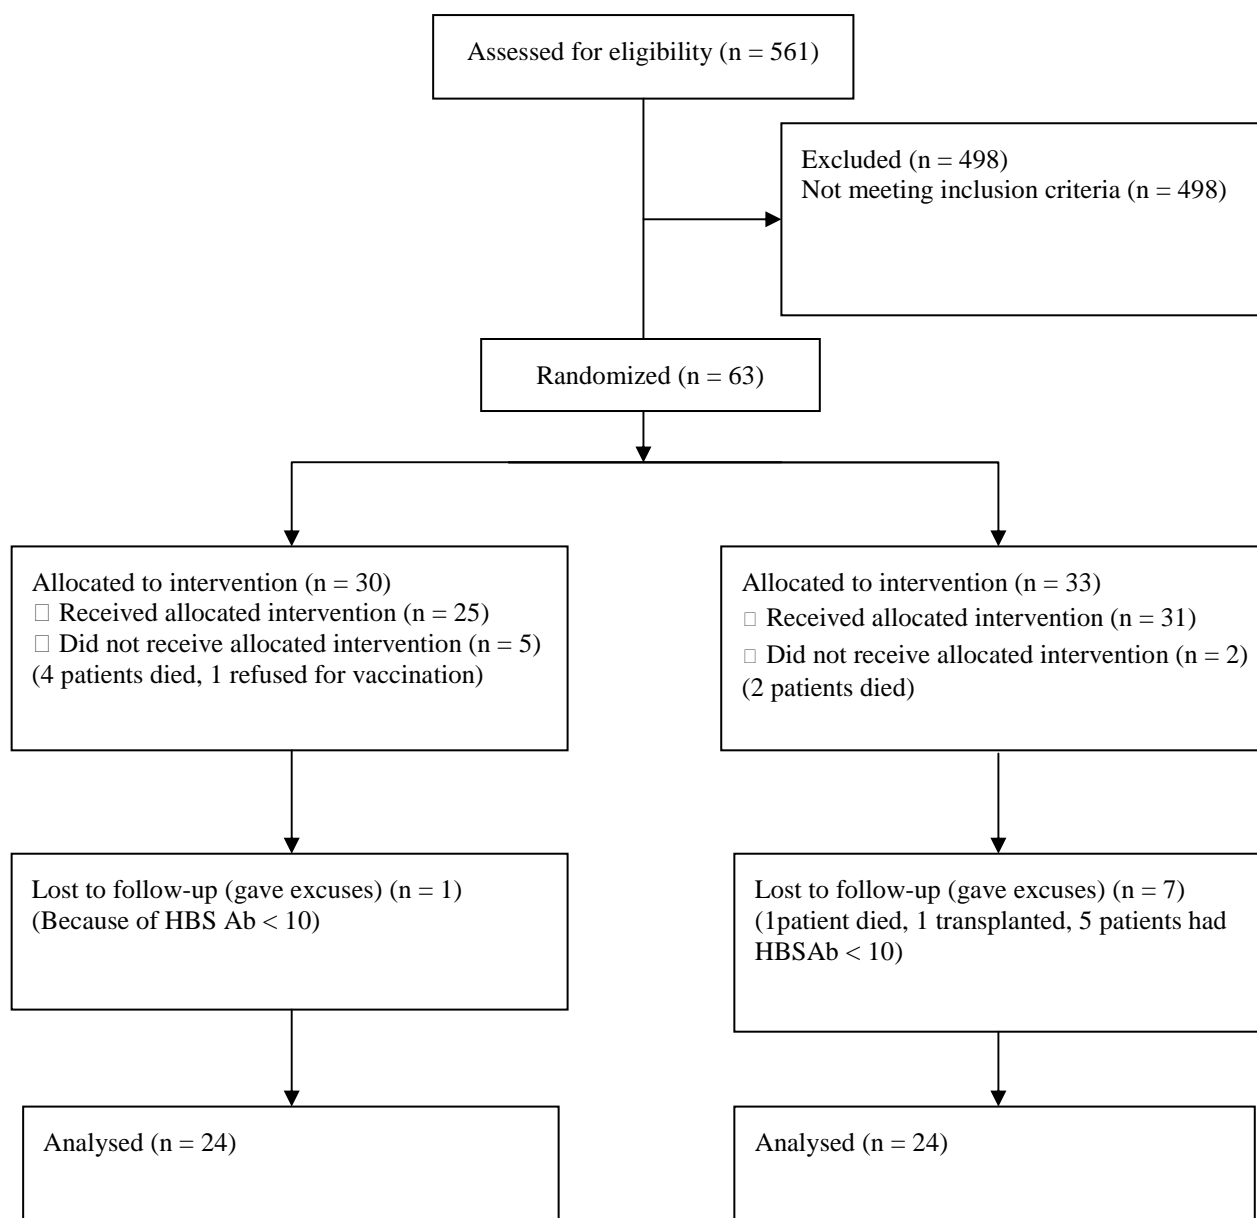 Assessed for eligibility (n = 561)
Excluded (n = 498)
Not meeting inclusion criteria (n = 498)
Randomized (n = 63)
Allocated to intervention (n = 30)
□ Received allocated intervention (n = 25)
□ Did not receive allocated intervention (n = 5)
(4 patients died, 1 refused for vaccination)
Allocated to intervention (n = 33)
□ Received allocated intervention (n = 31)
□ Did not receive allocated intervention (n = 2)
(2 patients died)
Lost to follow-up (gave excuses) (n = 1)
(Because of HBS Ab < 10)
Lost to follow-up (gave excuses) (n = 7)
(1patient died, 1 transplanted, 5 patients had
HBSAb < 10)
Analysed (n = 24)
Analysed (n = 24)